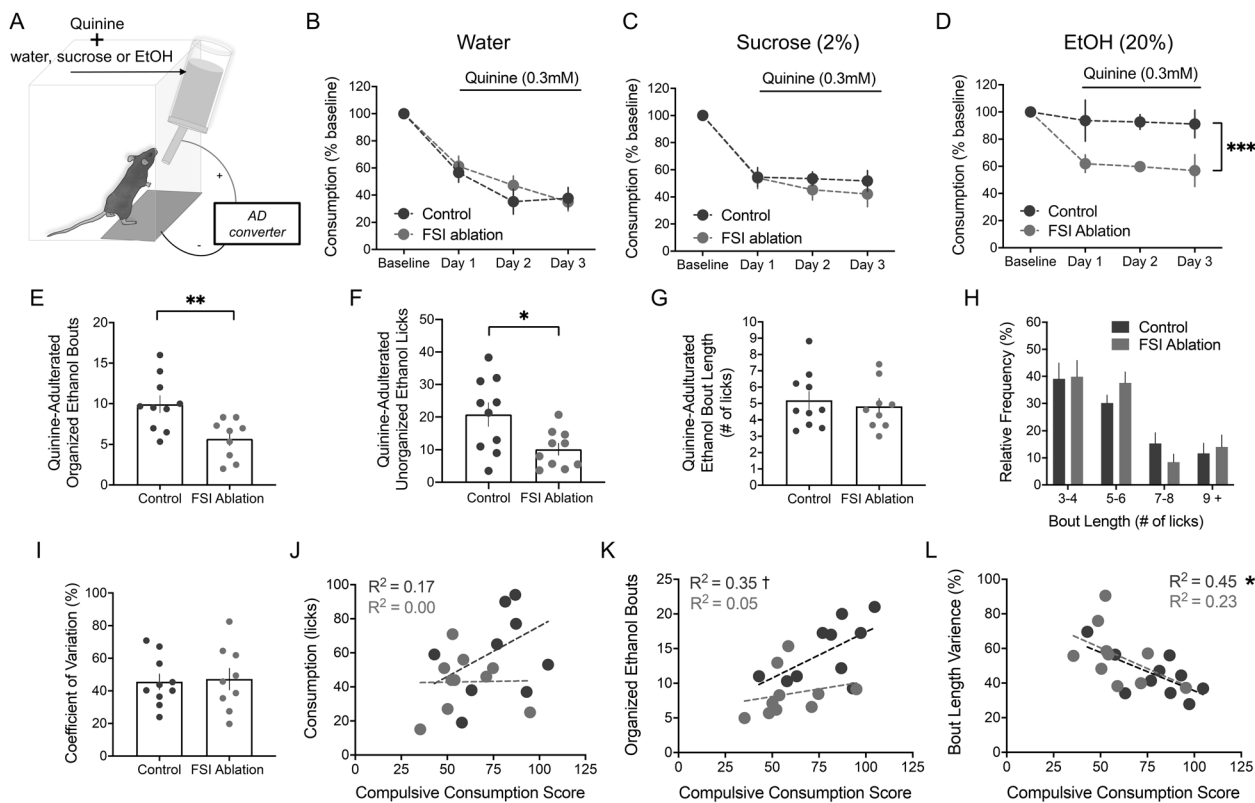 A
Quinine
+
water, sucrose or EtOH
+
-
AD
converter
B
Water
Quinine (0.3mM)
Consumption (% baseline)
120
100
80
60
40
20
0
Control
FSI ablation
Baseline Day 1 Day 2 Day 3
C
Sucrose (2%)
Quinine (0.3mM)
Consumption (% baseline)
120
100
80
60
40
20
0
Control
FSI ablation
Baseline Day 1 Day 2 Day 3
D
EtOH (20%)
Quinine (0.3mM)
Consumption (% baseline)
120
100
80
60
40
20
0
***
Control
FSI Ablation
Baseline Day 1 Day 2 Day 3
E
**
Quinine-Adulterated
Organized Ethanol Bouts
20
15
10
5
0
Control FSI Ablation
F
*
Quinine-Adulterated
Unorganized Ethanol Licks
50
40
30
20
10
0
Control FSI Ablation
G
Quinine-Adulturated
Ethanol Bout Length
(# of licks)
10
9
8
7
6
5
4
3
2
1
0
Control FSI Ablation
H
Relative Frequency (%)
60
50
40
30
20
10
0
Control
FSI Ablation
3-4 5-6 7-8 9 +
Bout Length (# of licks)
I
Coefficient of Variation (%)
100
80
60
40
20
0
Control FSI Ablation
J
R² = 0.17
R² = 0.00
Consumption (licks)
100
80
60
40
20
0
0 25 50 75 100 125
Compulsive Consumption Score
K
R² = 0.35 †
R² = 0.05
Organized Ethanol Bouts
25
20
15
10
5
0
0 25 50 75 100 125
Compulsive Consumption Score
L
R² = 0.45 *
R² = 0.23
Bout Length Varience (%)
100
80
60
40
20
0
0 25 50 75 100 125
Compulsive Consumption Score